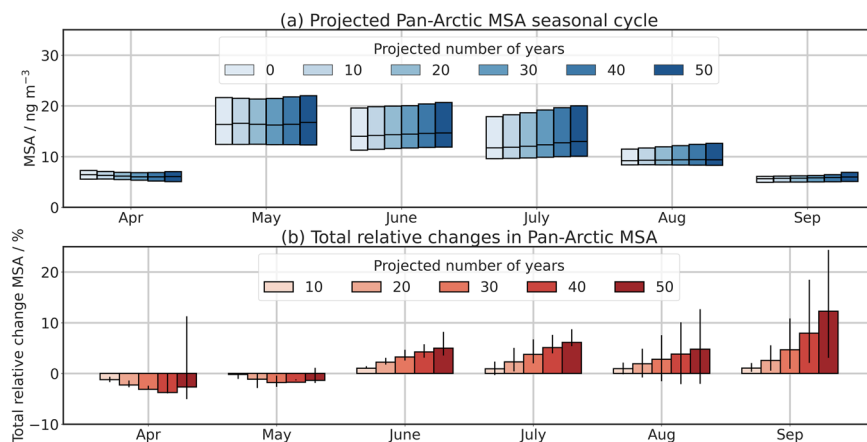 (a) Projected Pan-Arctic MSA seasonal cycle
MSA / ng m⁻³
30
20
10
0
Projected number of years
0 10 20 30 40 50
Apr May June July Aug Sep
(b) Total relative changes in Pan-Arctic MSA
Total relative change MSA / %
20
10
0
−10
Projected number of years
10 20 30 40 50
Apr May June July Aug Sep